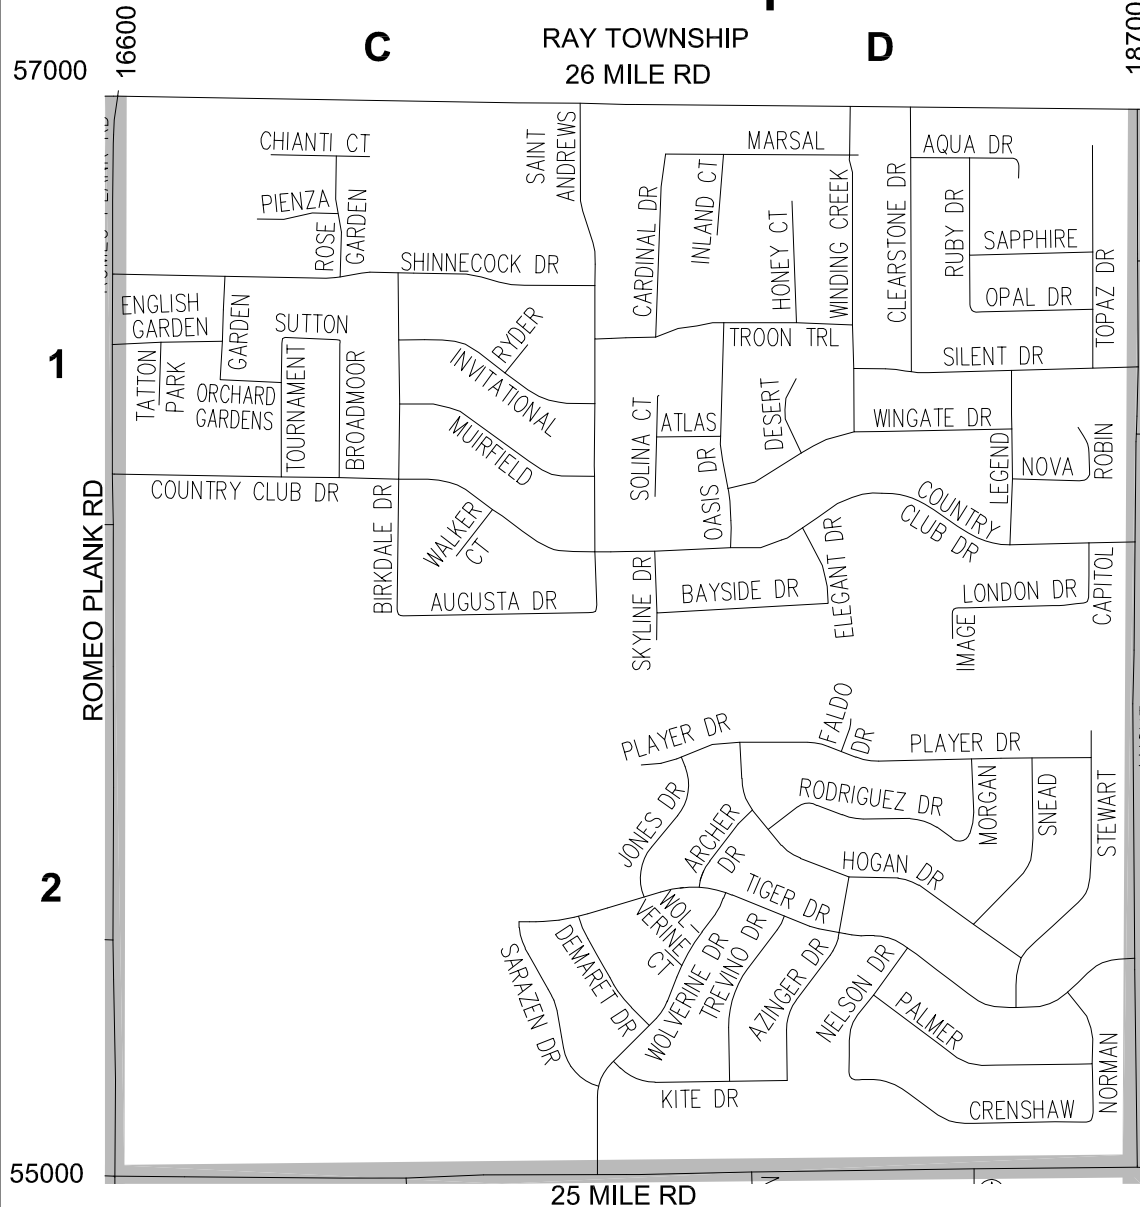 16600
C
RAY TOWNSHIP
D
18700
57000
26 MILE RD
CHIANTI CT
SAINT
ANDREWS
MARSAL
AQUA DR
PIENZA
ROSE
GARDEN
CARDINAL DR
INLAND CT
HONEY CT
WINDING CREEK
CLEARSTONE DR
RUBY DR
SAPPHIRE
TOPAZ DR
SHINNECOCK DR
OPAL DR
ENGLISH
GARDEN
GARDEN
SUTTON
RYDER
TROON TRL
SILENT DR
1
TATTON
PARK
ORCHARD
GARDENS
TOURNAMENT
BROADMOOR
INVITATIONAL
MUIRFIELD
SOLINA CT
ATLAS
DESERT
WINGATE DR
LEGEND
NOVA
ROBIN
OASIS DR
COUNTRY CLUB DR
COUNTRY
CLUB DR
ROMEO PLANK RD
BIRKDALE DR
WALKER
CT
AUGUSTA DR
SKYLINE DR
BAYSIDE DR
ELEGANT DR
LONDON DR
CAPITOL
IMAGE
PLAYER DR
FALDO
DR
PLAYER DR
RODRIGUEZ DR
MORGAN
SNEAD
STEWART
JONES DR
ARCHER
DR
HOGAN DR
2
TIGER DR
WOL-
VERINE
CT
SARAZEN DR
DEMARET DR
WOLVERINE DR
TREVINO DR
AZINGER DR
NELSON DR
PALMER
NORMAN
KITE DR
CRENSHAW
55000
25 MILE RD